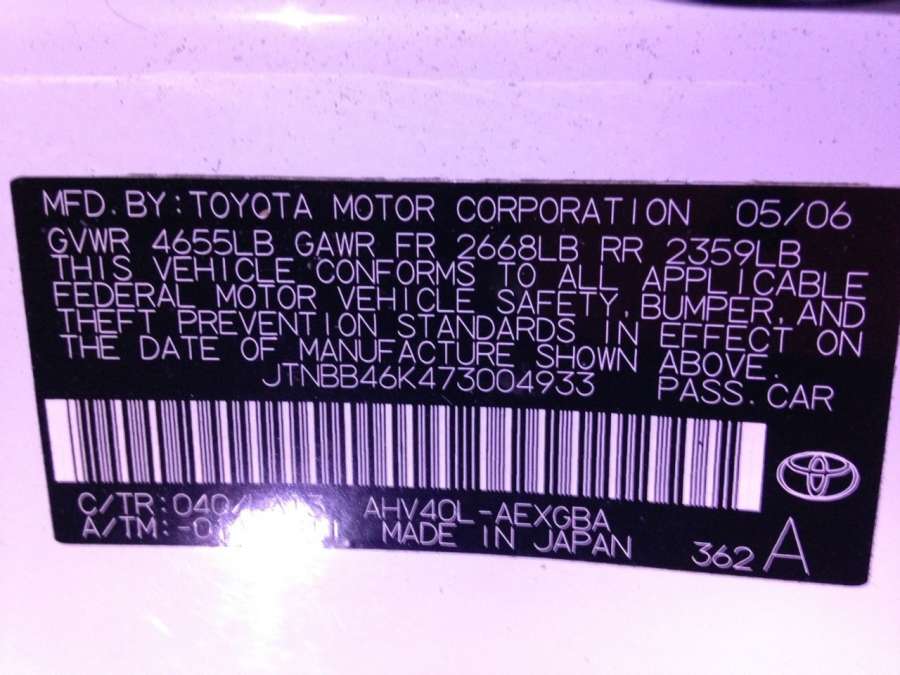 MFD. BY: TOYOTA MOTOR CORPORATION 05/06
GVWR 4655LB GAWR FR 2668LB RR 2359LB
THIS VEHICLE CONFORMS TO ALL APPLICABLE
FEDERAL MOTOR VEHICLE SAFETY, BUMPER, AND
THEFT PREVENTION STANDARDS IN EFFECT ON
THE DATE OF MANUFACTURE SHOWN ABOVE.
JTNBB46K473004933 PASS. CAR
C/TR: AHV40L-AEXGBA
A/TM: MADE IN JAPAN 362 A